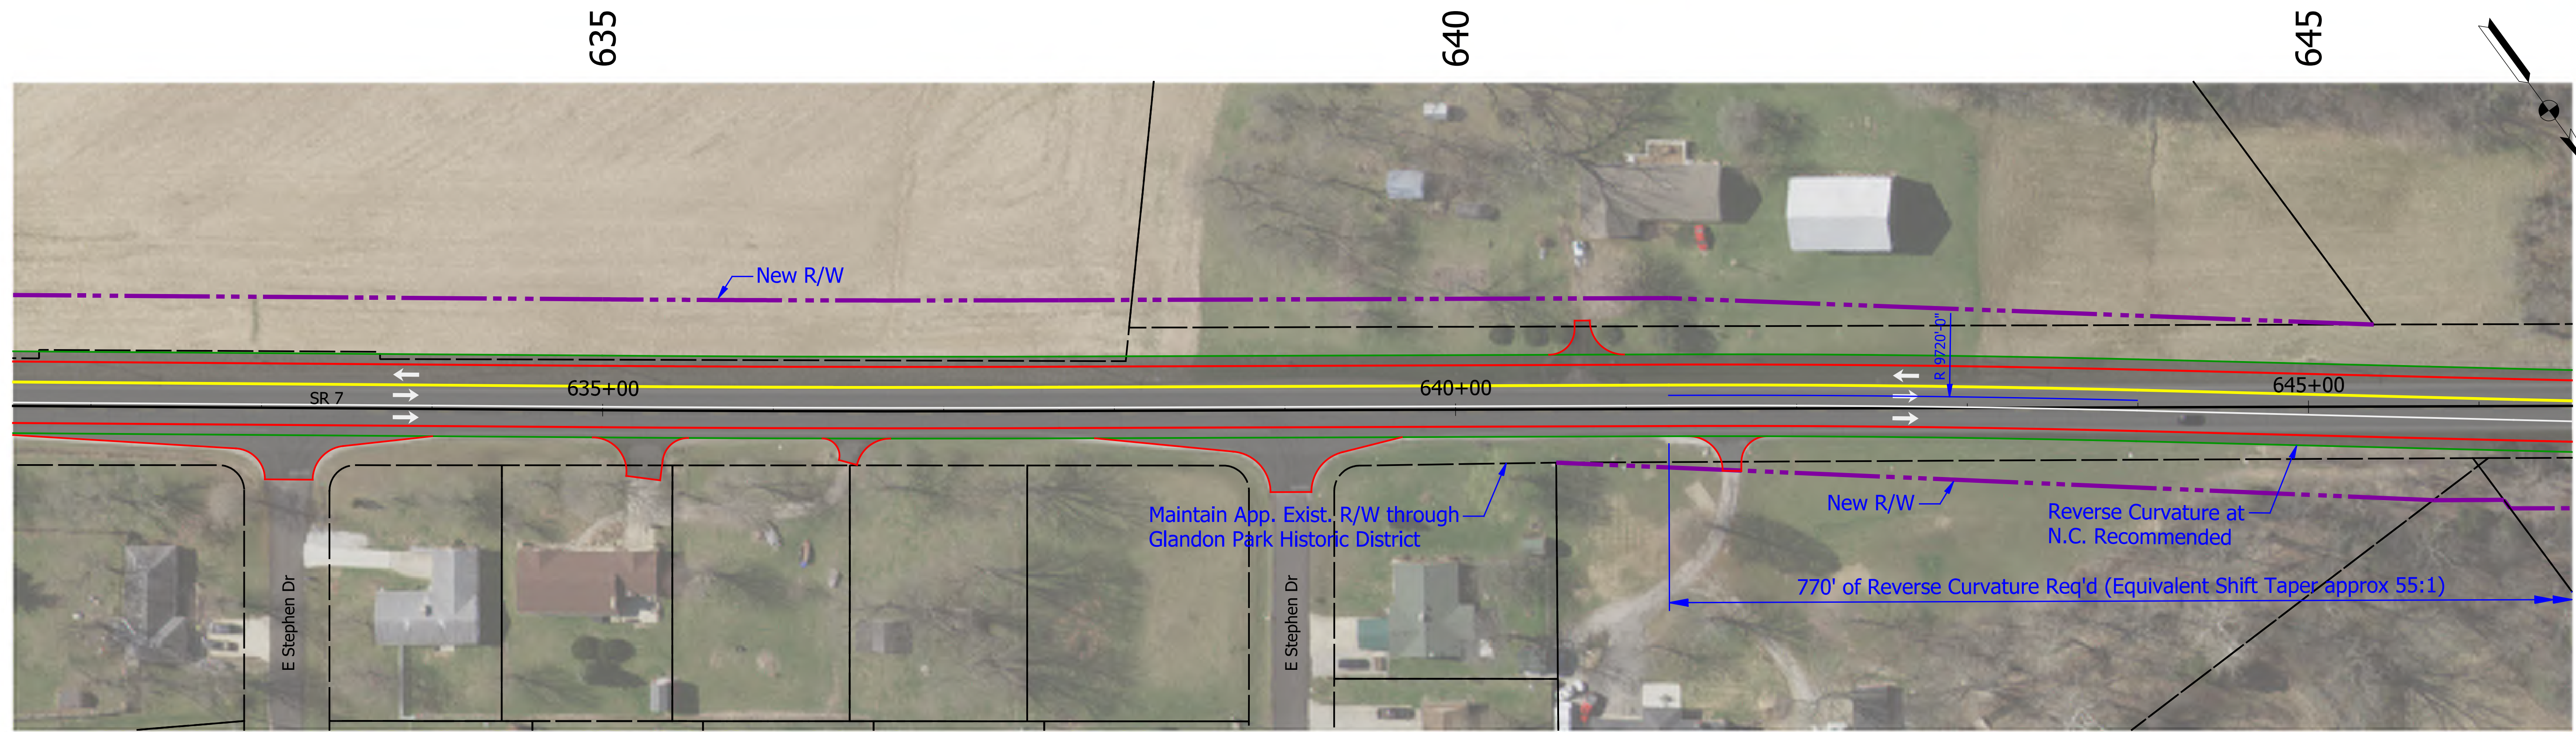 635
640
645
New R/W
R 9720'-0"
635+00
640+00
645+00
SR 7
Maintain App. Exist. R/W through
Glandon Park Historic District
New R/W
Reverse Curvature at
N.C. Recommended
770' of Reverse Curvature Req'd (Equivalent Shift Taper approx 55:1)
E Stephen Dr
E Stephen Dr